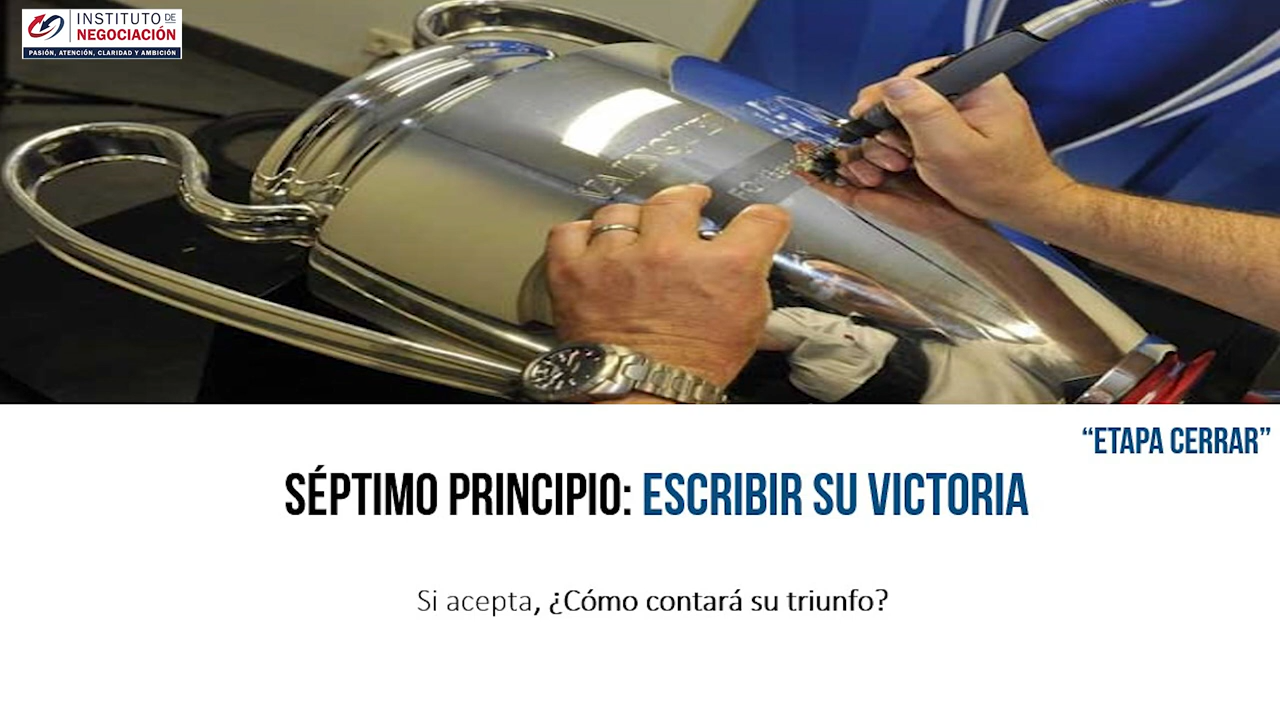 INSTITUTO DE
NEGOCIACIÓN
PASIÓN, ATENCIÓN, CLARIDAD Y AMBICIÓN
“ETAPA CERRAR”
SÉPTIMO PRINCIPIO: ESCRIBIR SU VICTORIA
Si acepta, ¿Cómo contará su triunfo?